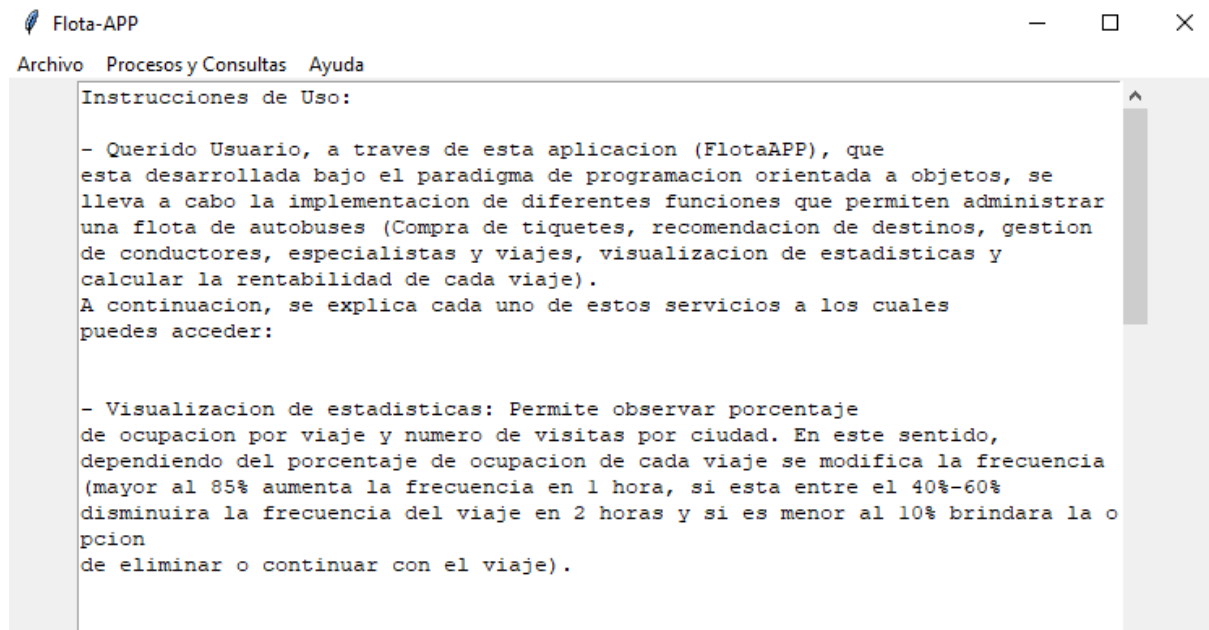 Flota-APP
Archivo Procesos y Consultas Ayuda
Instrucciones de Uso:
- Querido Usuario, a traves de esta aplicacion (FlotaAPP), que
esta desarrollada bajo el paradigma de programacion orientada a objetos, se
lleva a cabo la implementacion de diferentes funciones que permiten administrar
una flota de autobuses (Compra de tiquetes, recomendacion de destinos, gestion
de conductores, especialistas y viajes, visualizacion de estadisticas y
calcular la rentabilidad de cada viaje).
A continuacion, se explica cada uno de estos servicios a los cuales
puedes acceder:
- Visualizacion de estadisticas: Permite observar porcentaje
de ocupacion por viaje y numero de visitas por ciudad. En este sentido,
dependiendo del porcentaje de ocupacion de cada viaje se modifica la frecuencia
(mayor al 85% aumenta la frecuencia en 1 hora, si esta entre el 40%-60%
disminuira la frecuencia del viaje en 2 horas y si es menor al 10% brindara la o
pcion
de eliminar o continuar con el viaje).